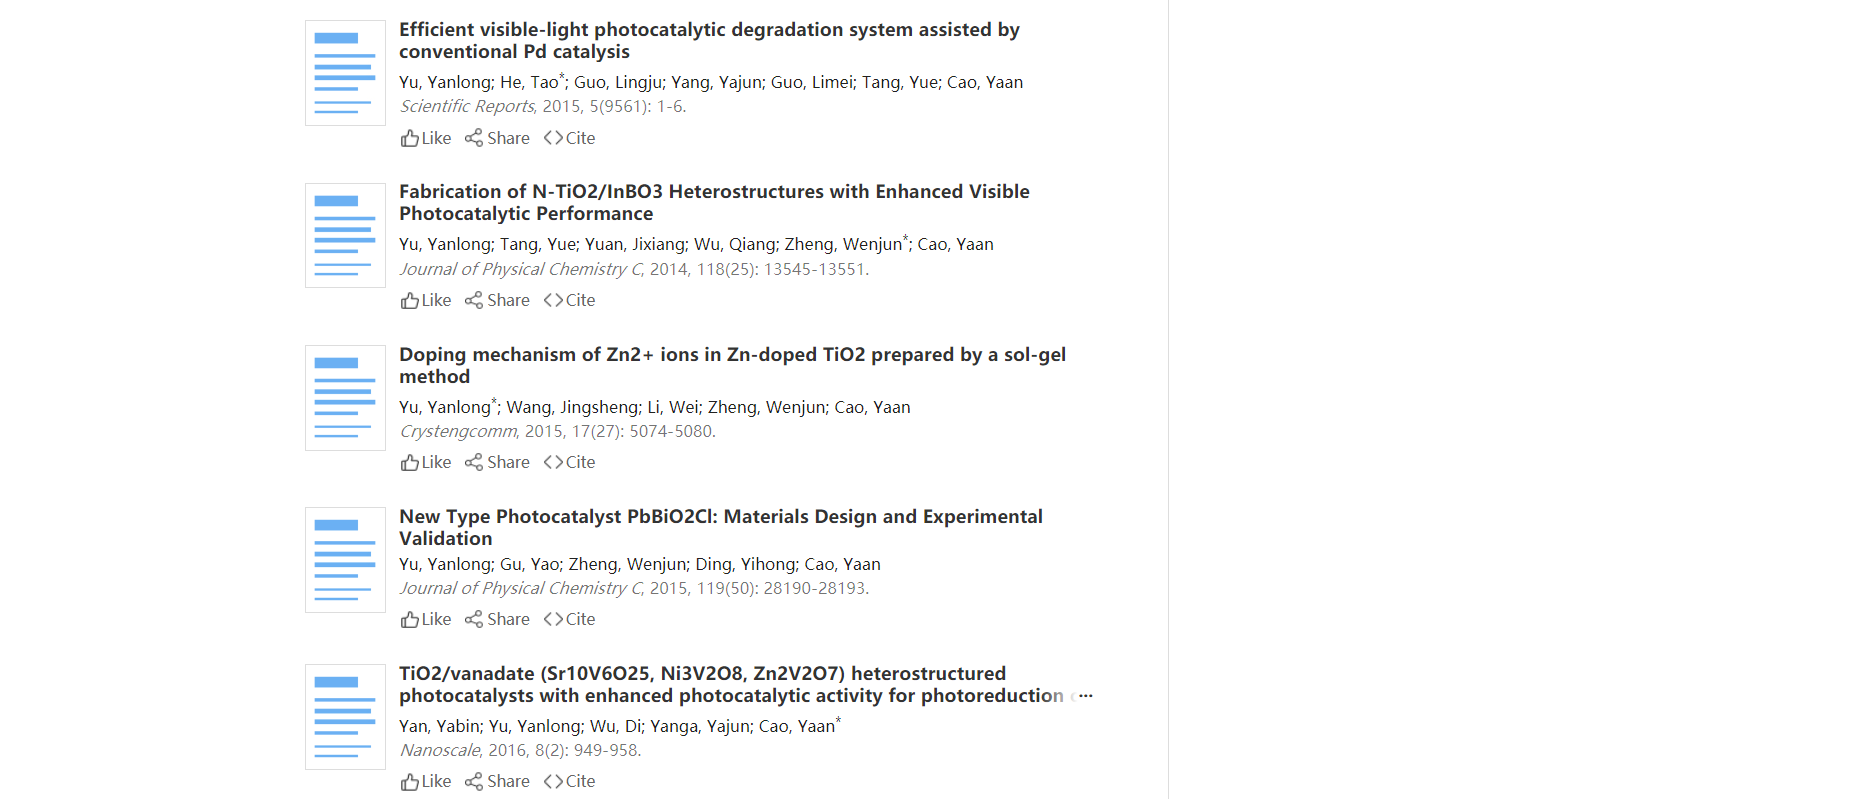 Efficient visible-light photocatalytic degradation system assisted by
conventional Pd catalysis
Yu, Yanlong; He, Tao*; Guo, Lingju; Yang, Yajun; Guo, Limei; Tang, Yue; Cao, Yaan
Scientific Reports, 2015, 5(9561): 1-6.
Like Share Cite
Fabrication of N-TiO2/InBO3 Heterostructures with Enhanced Visible
Photocatalytic Performance
Yu, Yanlong; Tang, Yue; Yuan, Jixiang; Wu, Qiang; Zheng, Wenjun*; Cao, Yaan
Journal of Physical Chemistry C, 2014, 118(25): 13545-13551.
Like Share Cite
Doping mechanism of Zn2+ ions in Zn-doped TiO2 prepared by a sol-gel
method
Yu, Yanlong*; Wang, Jingsheng; Li, Wei; Zheng, Wenjun; Cao, Yaan
Crystengcomm, 2015, 17(27): 5074-5080.
Like Share Cite
New Type Photocatalyst PbBiO2Cl: Materials Design and Experimental
Validation
Yu, Yanlong; Gu, Yao; Zheng, Wenjun; Ding, Yihong; Cao, Yaan
Journal of Physical Chemistry C, 2015, 119(50): 28190-28193.
Like Share Cite
TiO2/vanadate (Sr10V6O25, Ni3V2O8, Zn2V2O7) heterostructured
photocatalysts with enhanced photocatalytic activity for photoreduction ...
Yan, Yabin; Yu, Yanlong; Wu, Di; Yanga, Yajun; Cao, Yaan*
Nanoscale, 2016, 8(2): 949-958.
Like Share Cite